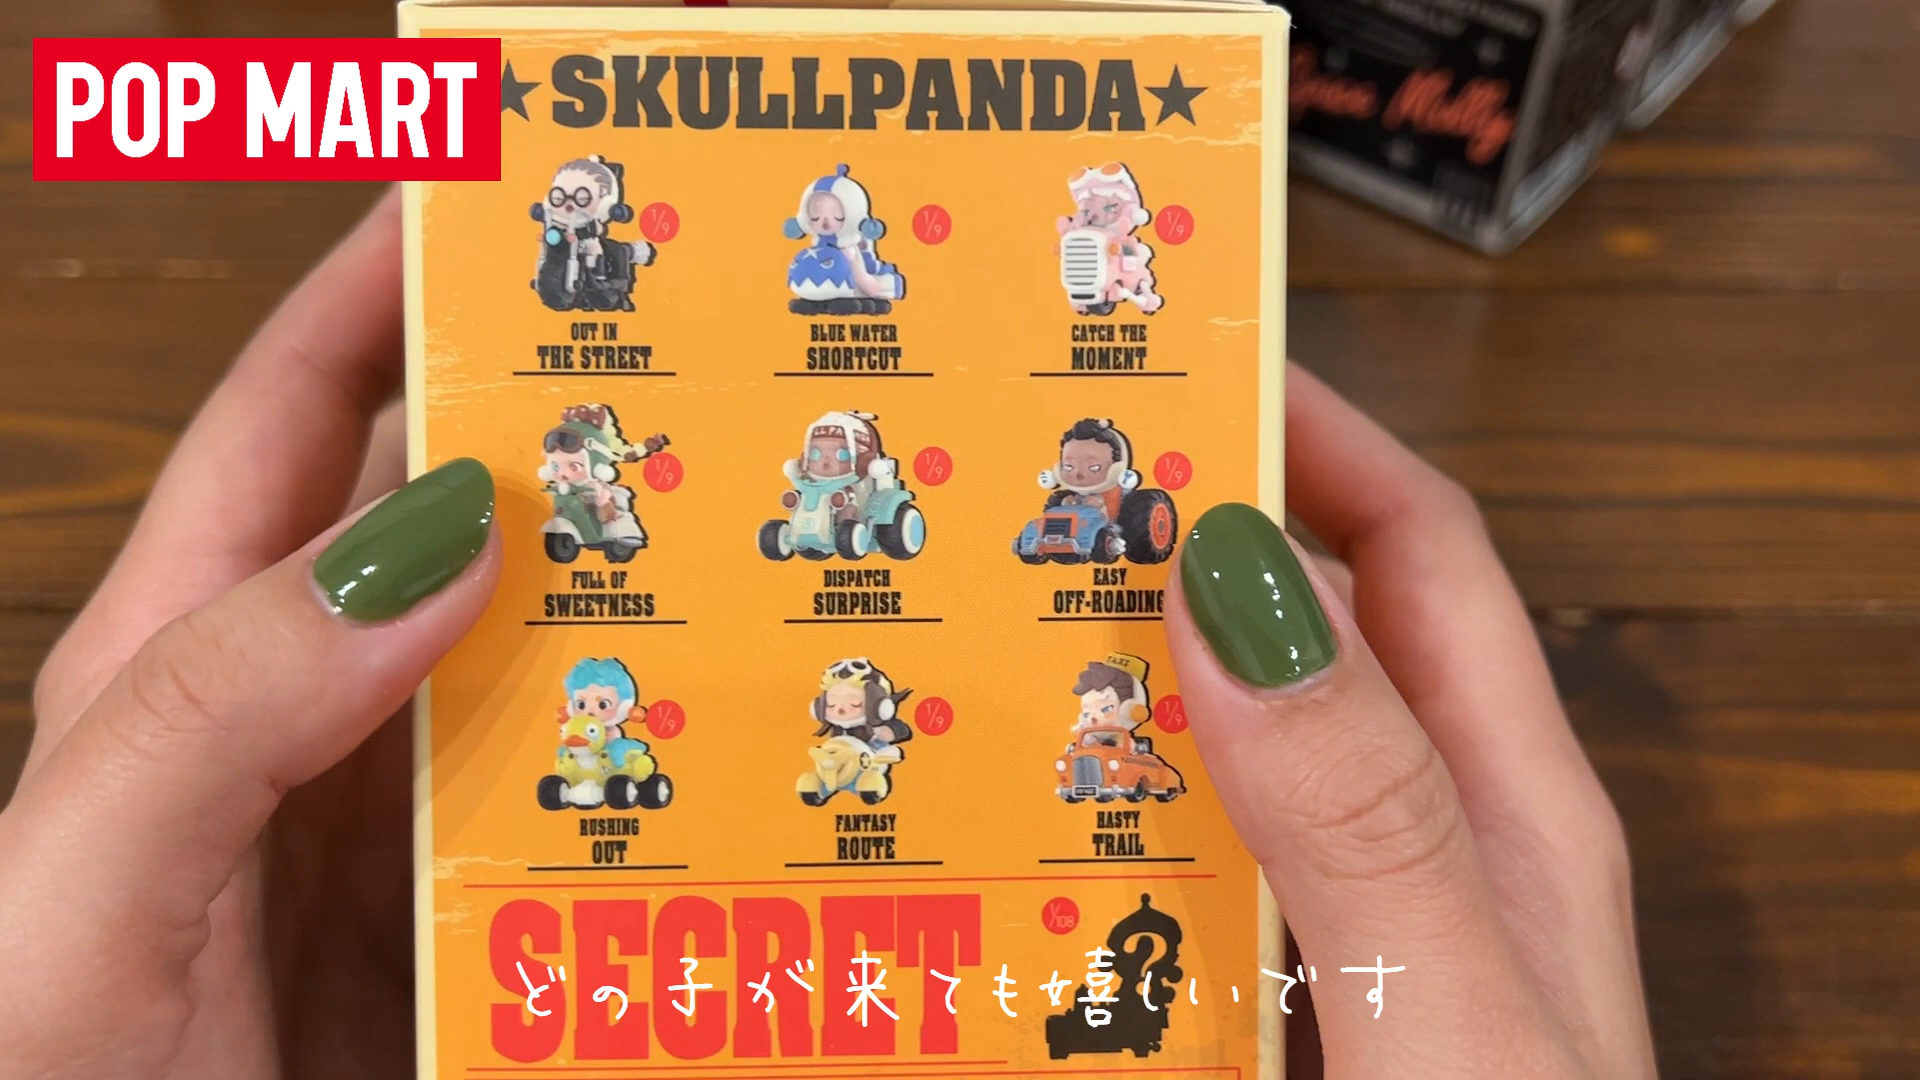 POP MART
★SKULLPANDA★
1/9
1/9
1/9
OUT IN
THE STREET
BLUE WATER
SHORTCUT
CATCH THE
MOMENT
1/9
1/9
1/9
FULL OF
SWEETNESS
DISPATCH
SURPRISE
EASY
OFF-ROADING
TAXI
1/9
1/9
1/9
RUSHING
OUT
FANTASY
ROUTE
HASTY
TRAIL
SECRET
1/108
?
どの子が来ても嬉しいです
Molly